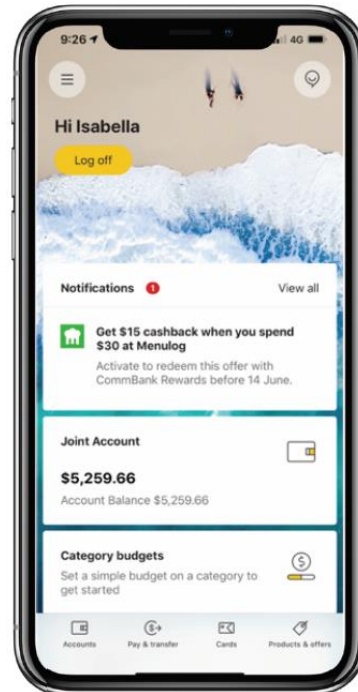 9:26
4G
Hi Isabella
Log off
Notifications 1 View all
Get $15 cashback when you spend
$30 at Menulog
Activate to redeem this offer with
CommBank Rewards before 14 June.
Joint Account
$5,259.66
Account Balance $5,259.66
Category budgets
Set a simple budget on a category to
get started
Accounts Pay & transfer Cards Products & offers